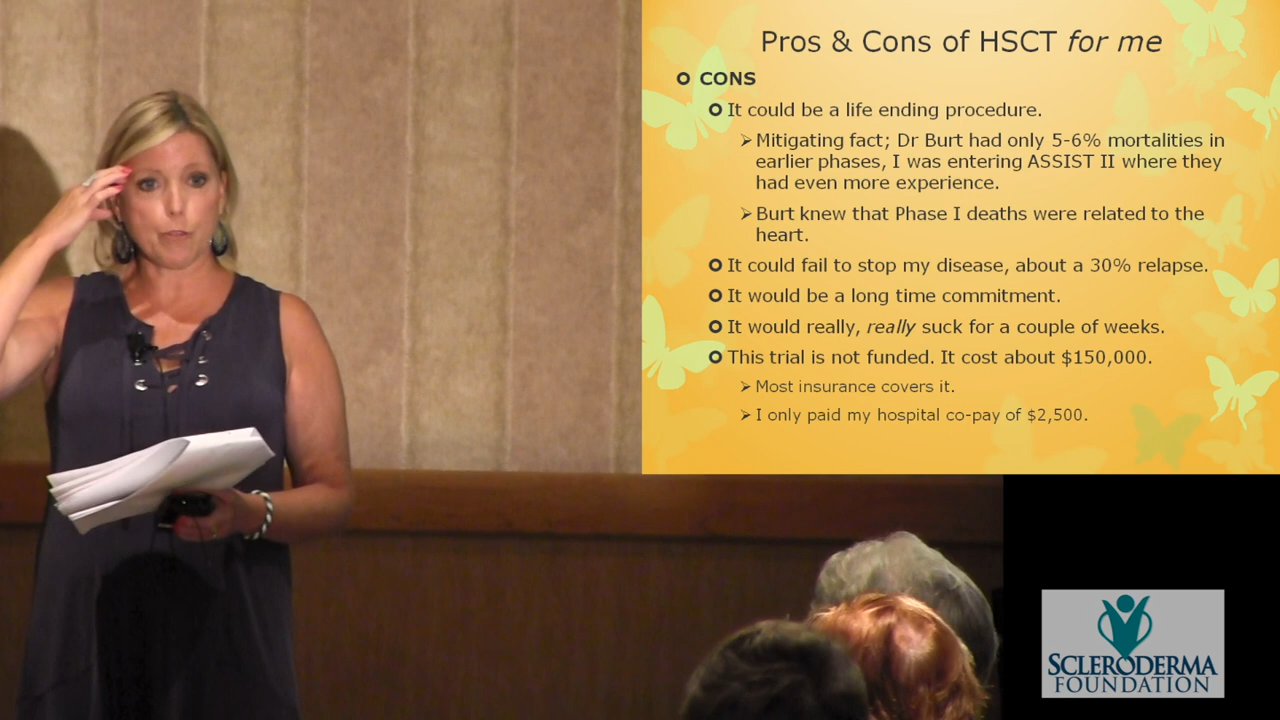 Pros & Cons of HSCT for me
CONS
It could be a life ending procedure.
Mitigating fact; Dr Burt had only 5-6% mortalities in
earlier phases, I was entering ASSIST II where they
had even more experience.
Burt knew that Phase I deaths were related to the
heart.
It could fail to stop my disease, about a 30% relapse.
It would be a long time commitment.
It would really, really suck for a couple of weeks.
This trial is not funded. It cost about $150,000.
Most insurance covers it.
I only paid my hospital co-pay of $2,500.
SCLERODERMA
FOUNDATION